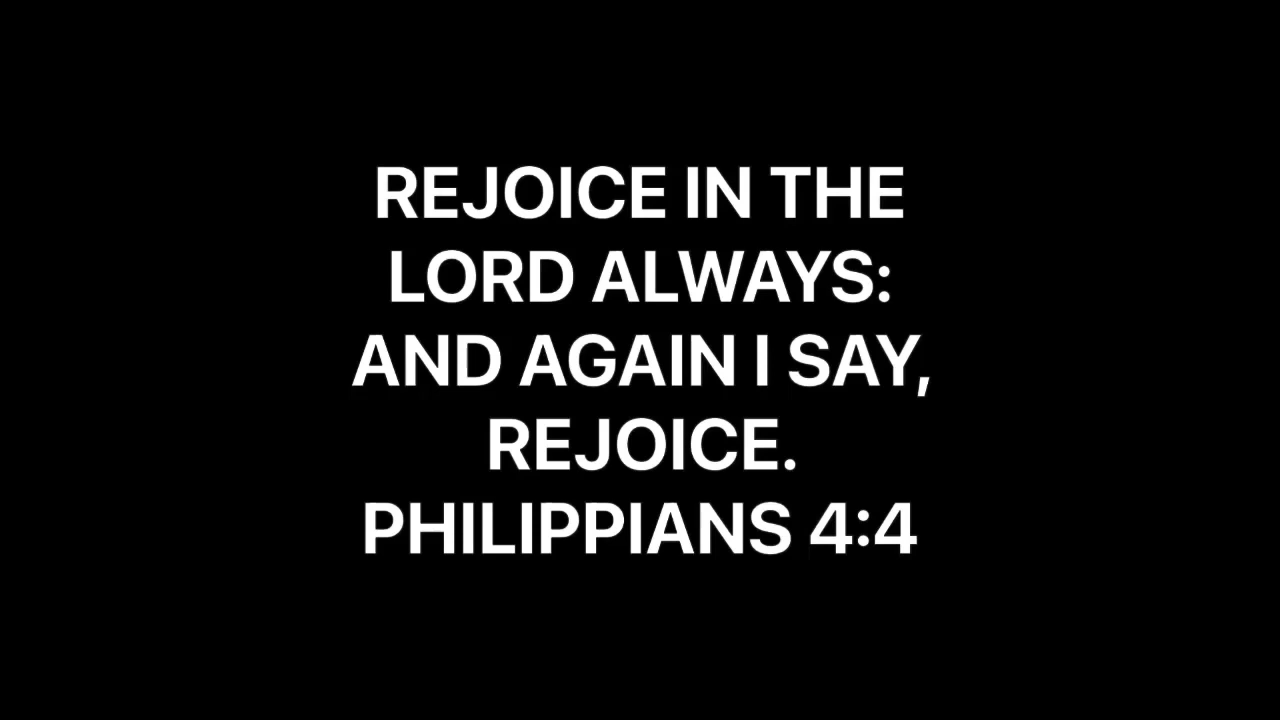 REJOICE IN THE
LORD ALWAYS:
AND AGAIN I SAY,
REJOICE.
PHILIPPIANS 4:4